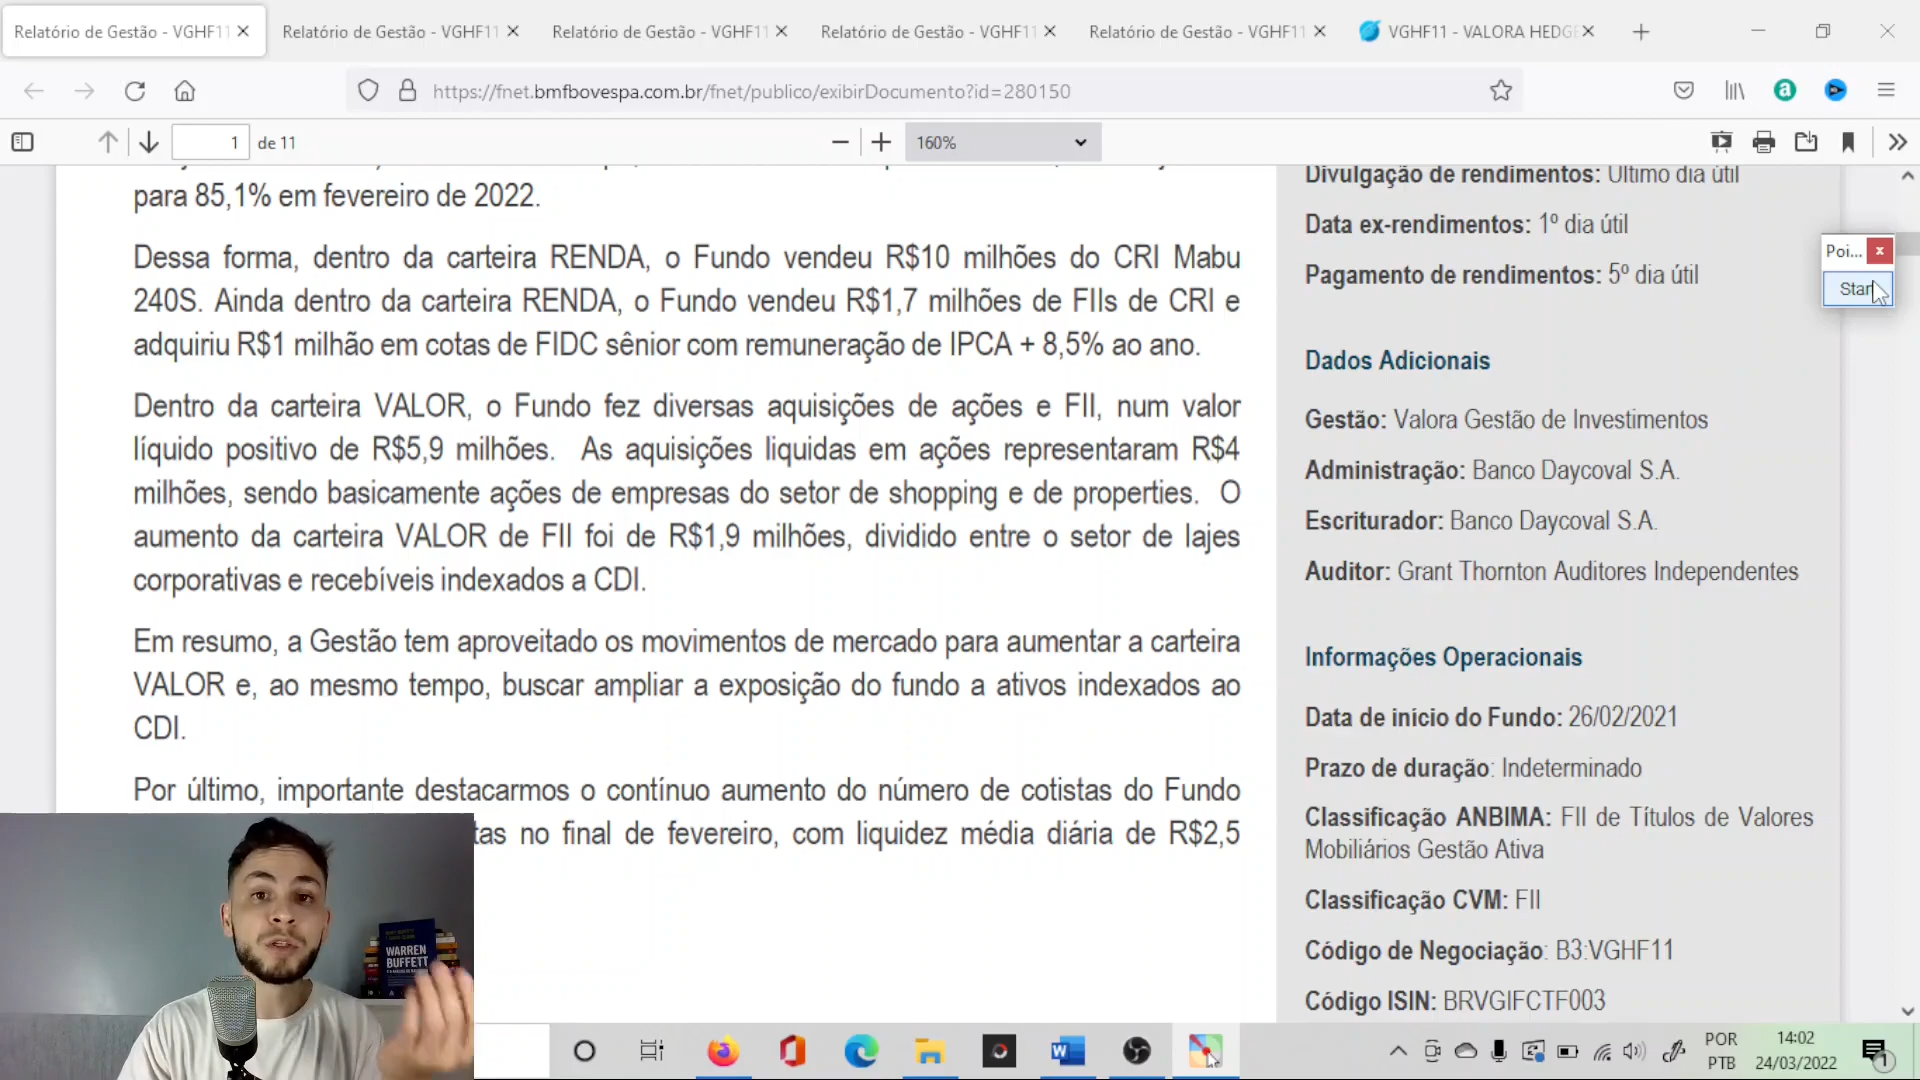 Relatório de Gestão - VGHF11
Relatório de Gestão - VGHF11
Relatório de Gestão - VGHF11
Relatório de Gestão - VGHF11
Relatório de Gestão - VGHF11
VGHF11 - VALORA HEDGE
https://fnet.bmfbovespa.com.br/fnet/publico/exibirDocumento?id=280150
1 de 11
160%
para 85,1% em fevereiro de 2022.
Dessa forma, dentro da carteira RENDA, o Fundo vendeu R$10 milhões do CRI Mabu
240S. Ainda dentro da carteira RENDA, o Fundo vendeu R$1,7 milhões de FIIs de CRI e
adquiriu R$1 milhão em cotas de FIDC sênior com remuneração de IPCA + 8,5% ao ano.
Dentro da carteira VALOR, o Fundo fez diversas aquisições de ações e FII, num valor
líquido positivo de R$5,9 milhões. As aquisições liquidas em ações representaram R$4
milhões, sendo basicamente ações de empresas do setor de shopping e de properties. O
aumento da carteira VALOR de FII foi de R$1,9 milhões, dividido entre o setor de lajes
corporativas e recebíveis indexados a CDI.
Em resumo, a Gestão tem aproveitado os movimentos de mercado para aumentar a carteira
VALOR e, ao mesmo tempo, buscar ampliar a exposição do fundo a ativos indexados ao
CDI.
Por último, importante destacarmos o contínuo aumento do número de cotistas do Fundo
tas no final de fevereiro, com liquidez média diária de R$2,5
Divulgação de rendimentos: Último dia útil
Data ex-rendimentos: 1º dia útil
Pagamento de rendimentos: 5º dia útil
Dados Adicionais
Gestão: Valora Gestão de Investimentos
Administração: Banco Daycoval S.A.
Escriturador: Banco Daycoval S.A.
Auditor: Grant Thornton Auditores Independentes
Informações Operacionais
Data de início do Fundo: 26/02/2021
Prazo de duração: Indeterminado
Classificação ANBIMA: FII de Títulos de Valores
Mobiliários Gestão Ativa
Classificação CVM: FII
Código de Negociação: B3:VGHF11
Código ISIN: BRVGIFCTF003
Poi...
Start
WARREN
BUFFETT
POR
PTB
14:02
24/03/2022
1